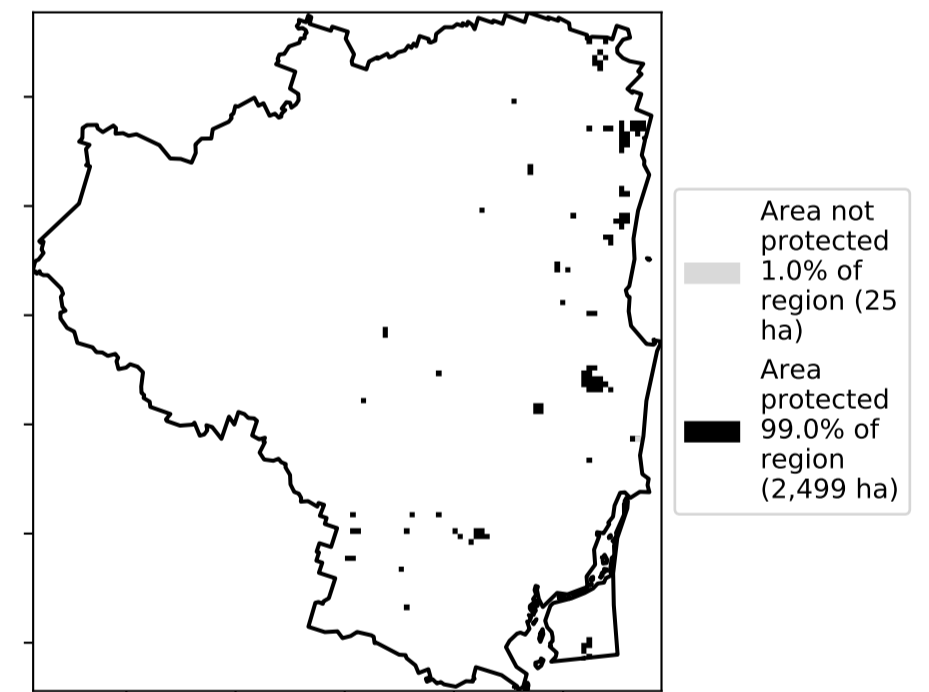 Area not
protected
1.0% of
region (25
ha)
Area
protected
99.0% of
region
(2,499 ha)